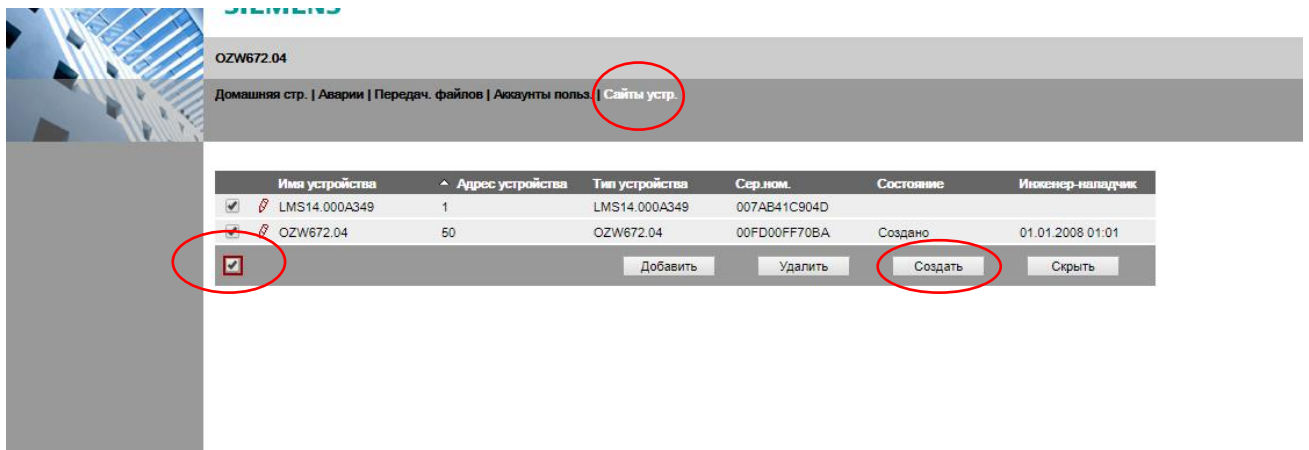 SIEMENS
OZW672.04
Домашняя стр. | Аварии | Передач. файлов | Аккаунты польз. | Сайты устр.
Имя устройства Адрес устройства Тип устройства Сер.ном. Состояние Инженер-наладчик
LMS14.000A349 1 LMS14.000A349 007AB41C904D
OZW672.04 50 OZW672.04 00FD00FF70BA Создано 01.01.2008 01:01
Добавить Удалить Создать Скрыть